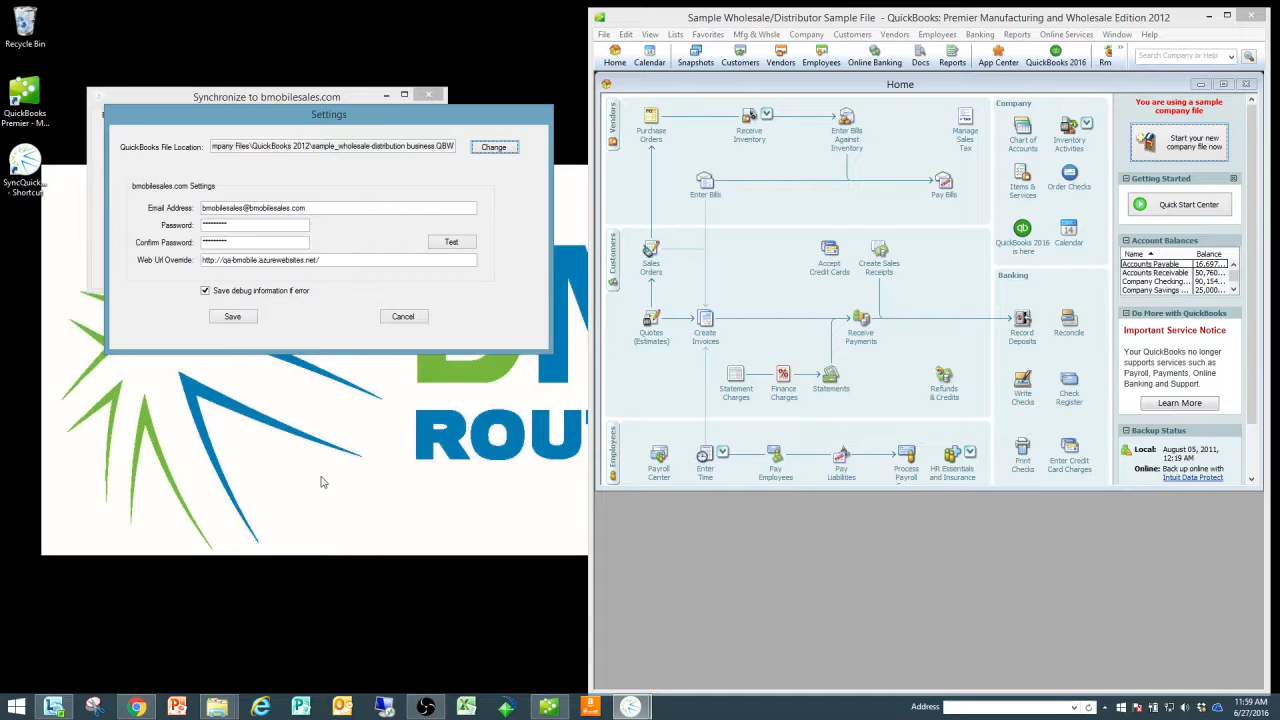 Recycle Bin
QuickBooks
Premier - M...
SyncQuick...
- Shortcut
Synchronize to bmobilesales.com
Settings
QuickBooks File Location:
mpany Files\QuickBooks 2012\sample_wholesale-distribution business.QBW
Change
bmobilesales.com Settings
Email Address:
bmobilesales@bmobilesales.com
Password:
*********
Confirm Password:
*********
Test
Web Url Override:
http://qa-bmobile.azurewebsites.net/
Save debug information if error
Save
Cancel
ROU
Sample Wholesale/Distributor Sample File - QuickBooks: Premier Manufacturing and Wholesale Edition 2012
File Edit View Lists Favorites Mfg & Whsle Company Customers Vendors Employees Banking Reports Online Services Window Help
Home Calendar Snapshots Customers Vendors Employees Online Banking Docs Reports App Center QuickBooks 2016 Rm
Search Company or Help
Home
Vendors
Purchase
Orders
Receive
Inventory
Enter Bills
Against
Inventory
Manage
Sales
Tax
Enter Bills
Pay Bills
Customers
Sales
Orders
Accept
Credit Cards
Create Sales
Receipts
Quotes
(Estimates)
Create
Invoices
Receive
Payments
Statement
Charges
Finance
Charges
Statements
Refunds
& Credits
Employees
Payroll
Center
Enter
Time
Pay
Employees
Pay
Liabilities
Process
Payroll
HR Essentials
and Insurance
Company
Chart of
Accounts
Inventory
Activities
Items &
Services
Order Checks
QuickBooks 2016
is here
14
Calendar
Banking
Record
Deposits
Reconcile
Write
Checks
Check
Register
Print
Checks
Enter Credit
Card Charges
You are using a sample
company file
Start your new
company file now
Getting Started
Quick Start Center
Account Balances
Name Balance
Accounts Payable 16,697...
Accounts Receivable 50,760...
Company Checking... 90,154...
Company Savings ... 25,000...
Do More with QuickBooks
Important Service Notice
Your QuickBooks no longer
supports services such as
Payroll, Payments, Online
Banking and Support.
Learn More
Backup Status
Local: August 05, 2011,
12:19 AM
Online: Back up online with
Intuit Data Protect
Address
11:59 AM
6/27/2016